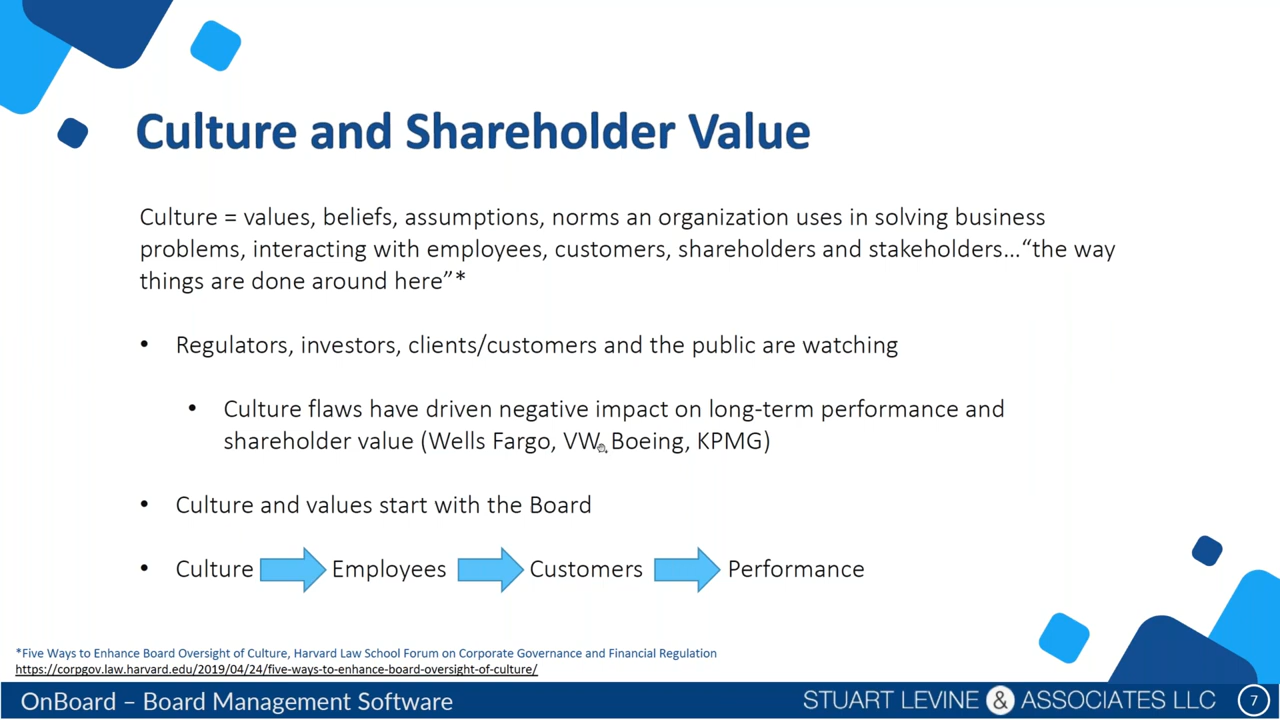 Culture and Shareholder Value
Culture = values, beliefs, assumptions, norms an organization uses in solving business
problems, interacting with employees, customers, shareholders and stakeholders…“the way
things are done around here”*
• Regulators, investors, clients/customers and the public are watching
• Culture flaws have driven negative impact on long-term performance and
shareholder value (Wells Fargo, VW, Boeing, KPMG)
• Culture and values start with the Board
• Culture Employees Customers Performance
*Five Ways to Enhance Board Oversight of Culture, Harvard Law School Forum on Corporate Governance and Financial Regulation
https://corpgov.law.harvard.edu/2019/04/24/five-ways-to-enhance-board-oversight-of-culture/
OnBoard – Board Management Software STUART LEVINE & ASSOCIATES LLC 7